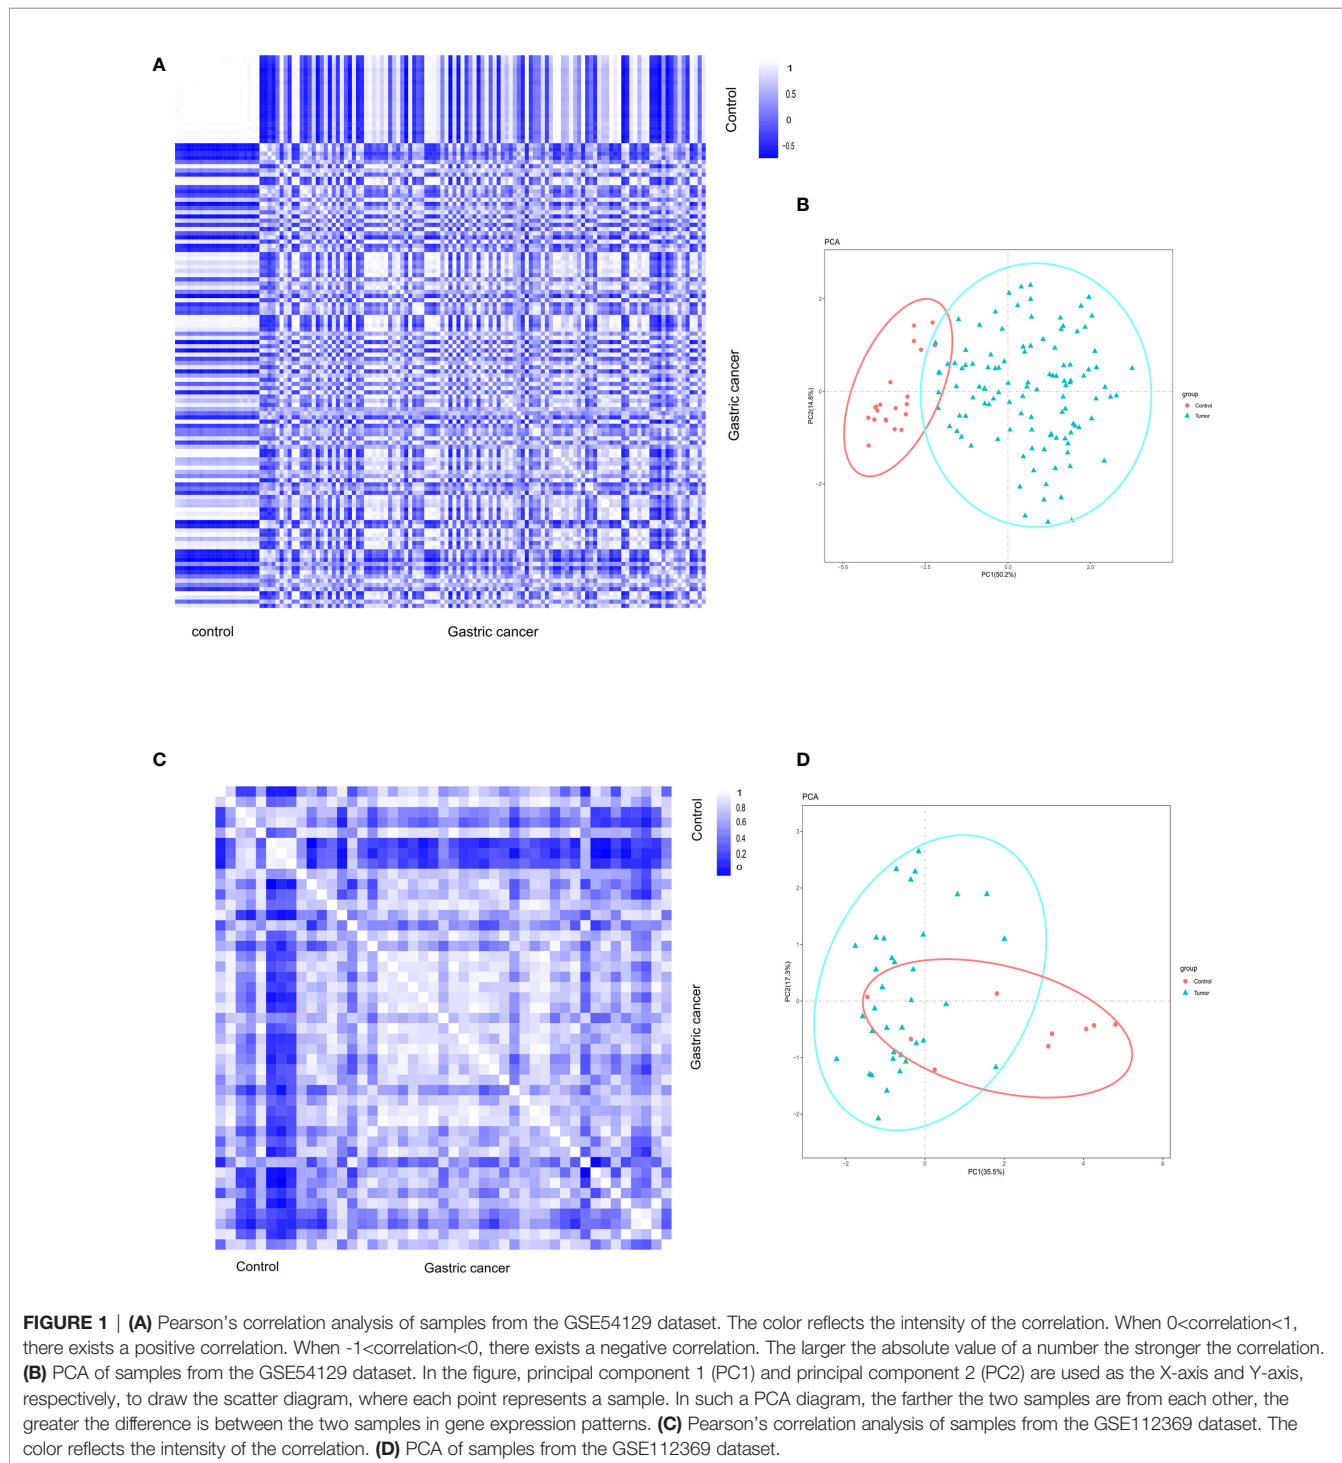 A
1
0.5
0
-0.5
Control
Gastric cancer
control
Gastric cancer
B
PCA
2
0
-2
PC2(14.8%)
-5.0
-2.5
0.0
2.5
PC1(50.2%)
group
Control
Tumor
C
1
0.8
0.6
0.4
0.2
0
Control
Gastric cancer
Control
Gastric cancer
D
PCA
3
2
1
0
-1
-2
PC2(17.3%)
-2
0
2
4
6
PC1(35.5%)
group
Control
Tumor
FIGURE 1 | (A) Pearson's correlation analysis of samples from the GSE54129 dataset. The color reflects the intensity of the correlation. When 0<correlation<1,
there exists a positive correlation. When -1<correlation<0, there exists a negative correlation. The larger the absolute value of a number the stronger the correlation.
(B) PCA of samples from the GSE54129 dataset. In the figure, principal component 1 (PC1) and principal component 2 (PC2) are used as the X-axis and Y-axis,
respectively, to draw the scatter diagram, where each point represents a sample. In such a PCA diagram, the farther the two samples are from each other, the
greater the difference is between the two samples in gene expression patterns. (C) Pearson's correlation analysis of samples from the GSE112369 dataset. The
color reflects the intensity of the correlation. (D) PCA of samples from the GSE112369 dataset.